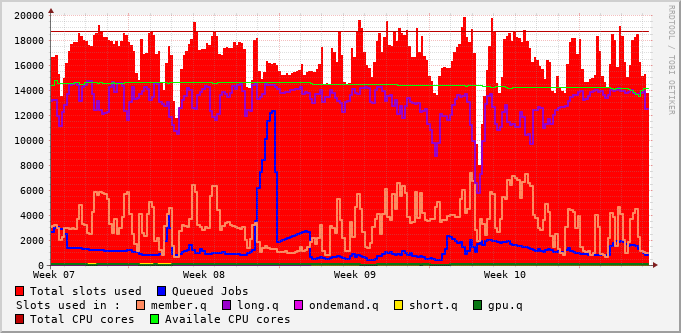 20000
18000
16000
14000
12000
10000
8000
6000
4000
2000
0
Week 07 Week 08 Week 09 Week 10
RRDTOOL / TOBI OETIKER
Total slots used Queued Jobs
Slots used in : member.q long.q ondemand.q short.q gpu.q
Total CPU cores Availale CPU cores